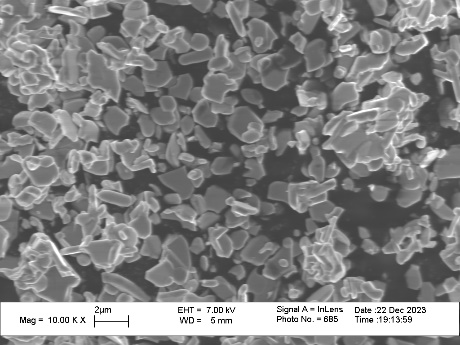 2µm EHT = 7.00 kV Signal A = InLens Date :22 Dec 2023
Mag = 10.00 K X WD = 5 mm Photo No. = 685 Time :19:13:59